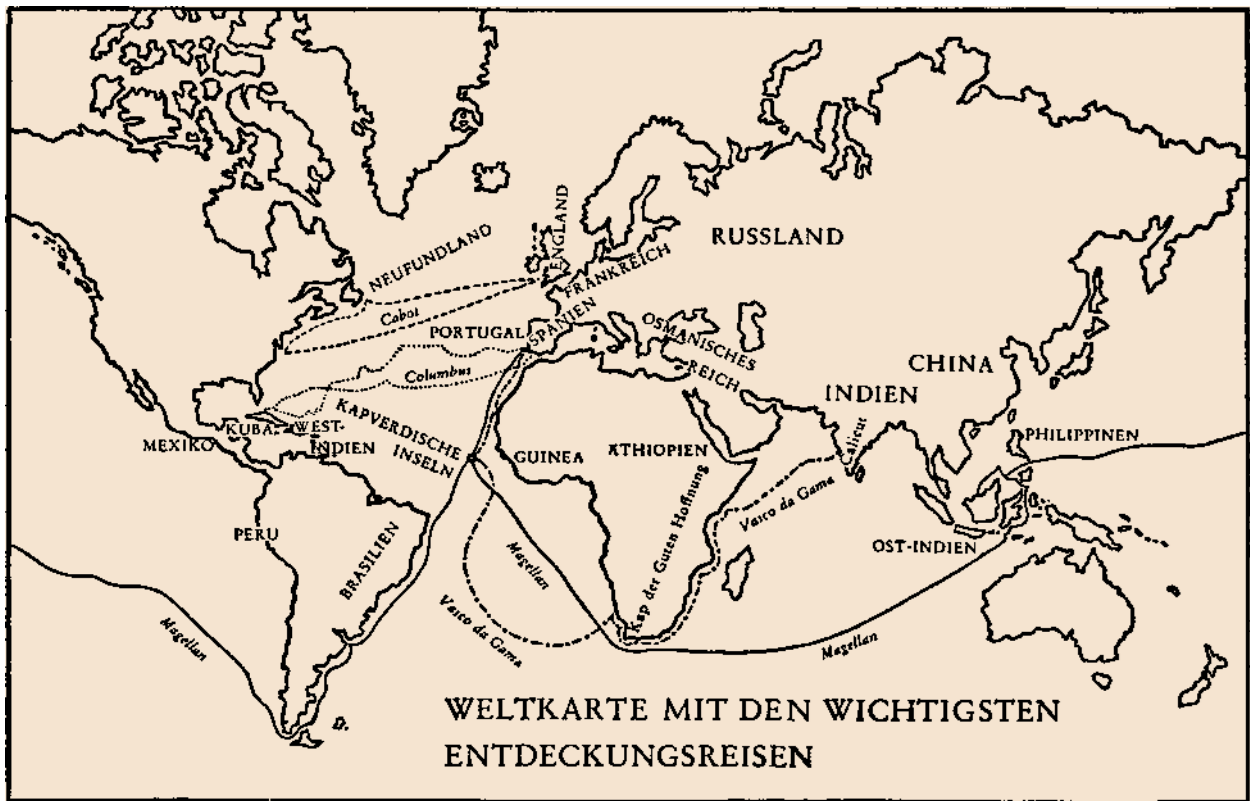 NEUFUNDLAND
ENGLAND
FRANKREICH
RUSSLAND
Cabot
PORTUGAL
SPANIEN
OSMANISCHES
REICH
Columbus
CHINA
INDIEN
Calicut
KUBA
WEST-
INDIEN
MEXIKO
KAPVERDISCHE
INSELN
GUINEA
ÄTHIOPIEN
PHILIPPINEN
PERU
BRASILIEN
Magellan
Kap der Guten Hoffnung
Vasco da Gama
OST-INDIEN
Magellan
Vasco da Gama
Magellan
WELTKARTE MIT DEN WICHTIGSTEN
ENTDECKUNGSREISEN